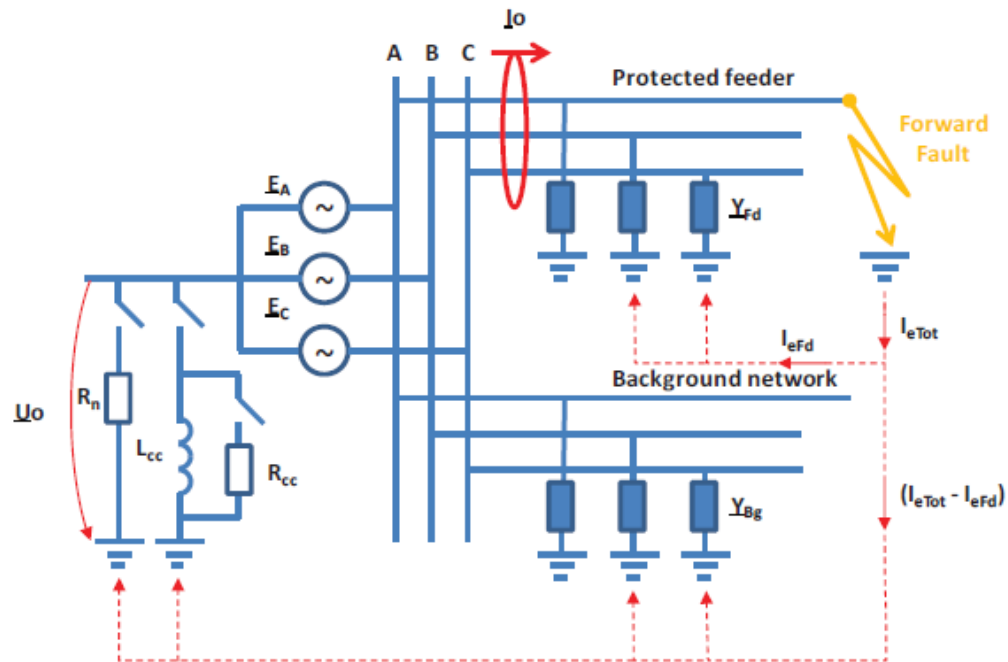 Io
A B C
Protected feeder
Forward
Fault
EA
~
YFd
EB
~
EC
~
IeTot
IeFd
Background network
Rn
Uo
Lcc
Rcc
YBg
(IeTot - IeFd)